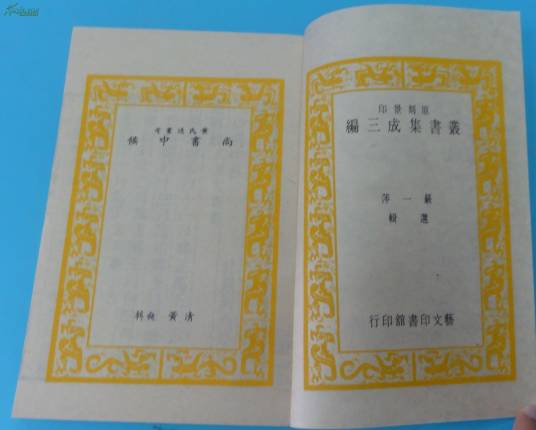 原刻景印
叢書集成三編
嚴一萍
選輯
藝文印書館印行
黃氏逸書考
尚書中候
清 黃奭輯